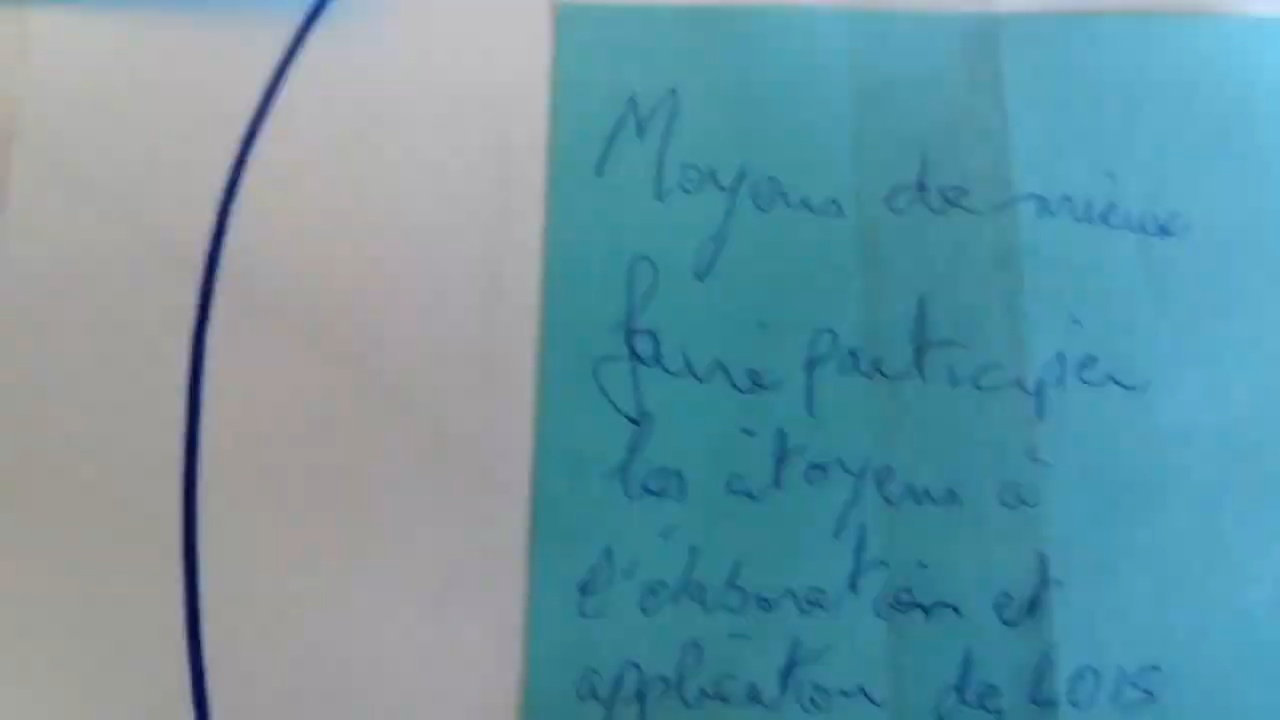 Moyens de mieux
faire participer
les citoyens à
l'élaboration et
application de LOIS